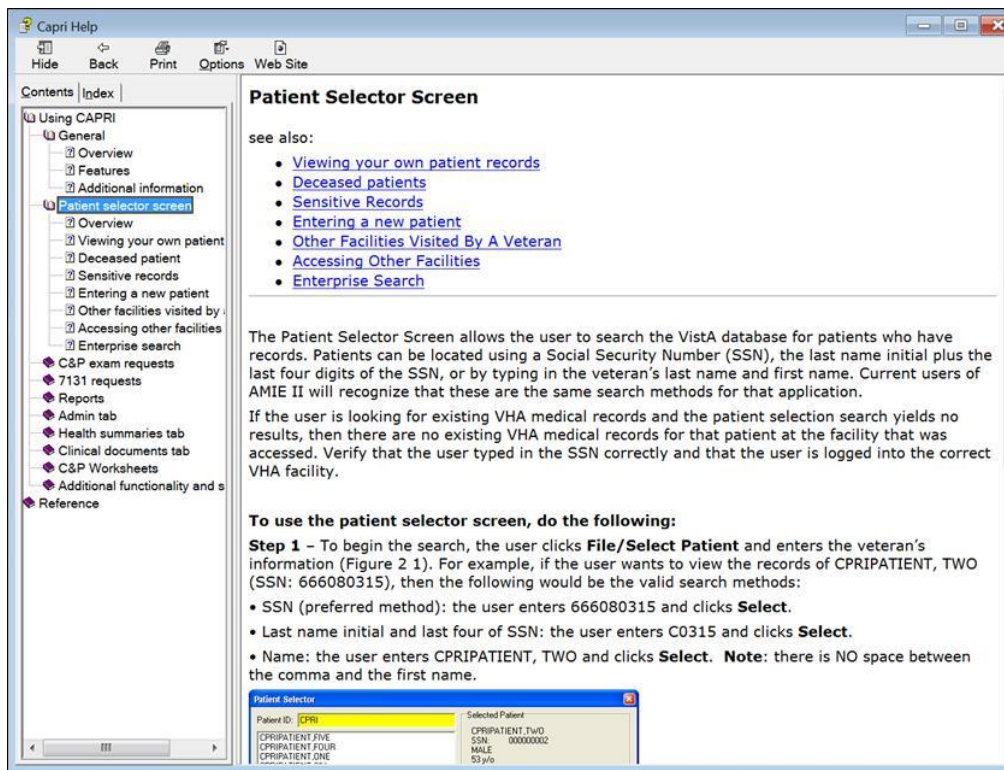 Capri Help
Hide Back Print Options Web Site
Contents Index
Using CAPRI
General
Overview
Features
Additional information
Patient selector screen
Overview
Viewing your own patient
Deceased patient
Sensitive records
Entering a new patient
Other facilities visited by
Accessing other facilities
Enterprise search
C&P exam requests
7131 requests
Reports
Admin tab
Health summaries tab
Clinical documents tab
C&P Worksheets
Additional functionality and s
Reference
Patient Selector Screen
see also:
• Viewing your own patient records
• Deceased patients
• Sensitive Records
• Entering a new patient
• Other Facilities Visited By A Veteran
• Accessing Other Facilities
• Enterprise Search
The Patient Selector Screen allows the user to search the VistA database for patients who have
records. Patients can be located using a Social Security Number (SSN), the last name initial plus the
last four digits of the SSN, or by typing in the veteran's last name and first name. Current users of
AMIE II will recognize that these are the same search methods for that application.
If the user is looking for existing VHA medical records and the patient selection search yields no
results, then there are no existing VHA medical records for that patient at the facility that was
accessed. Verify that the user typed in the SSN correctly and that the user is logged into the correct
VHA facility.
To use the patient selector screen, do the following:
Step 1 – To begin the search, the user clicks File/Select Patient and enters the veteran's
information (Figure 2 1). For example, if the user wants to view the records of CPRIPATIENT, TWO
(SSN: 666080315), then the following would be the valid search methods:
• SSN (preferred method): the user enters 666080315 and clicks Select.
• Last name initial and last four of SSN: the user enters C0315 and clicks Select.
• Name: the user enters CPRIPATIENT, TWO and clicks Select. Note: there is NO space between
the comma and the first name.
Patient Selector
Patient ID: CPRI
CPRIPATIENT,FIVE
CPRIPATIENT,FOUR
CPRIPATIENT,ONE
Selected Patient
CPRIPATIENT,TWO
SSN: 000000002
MALE
53 y/o